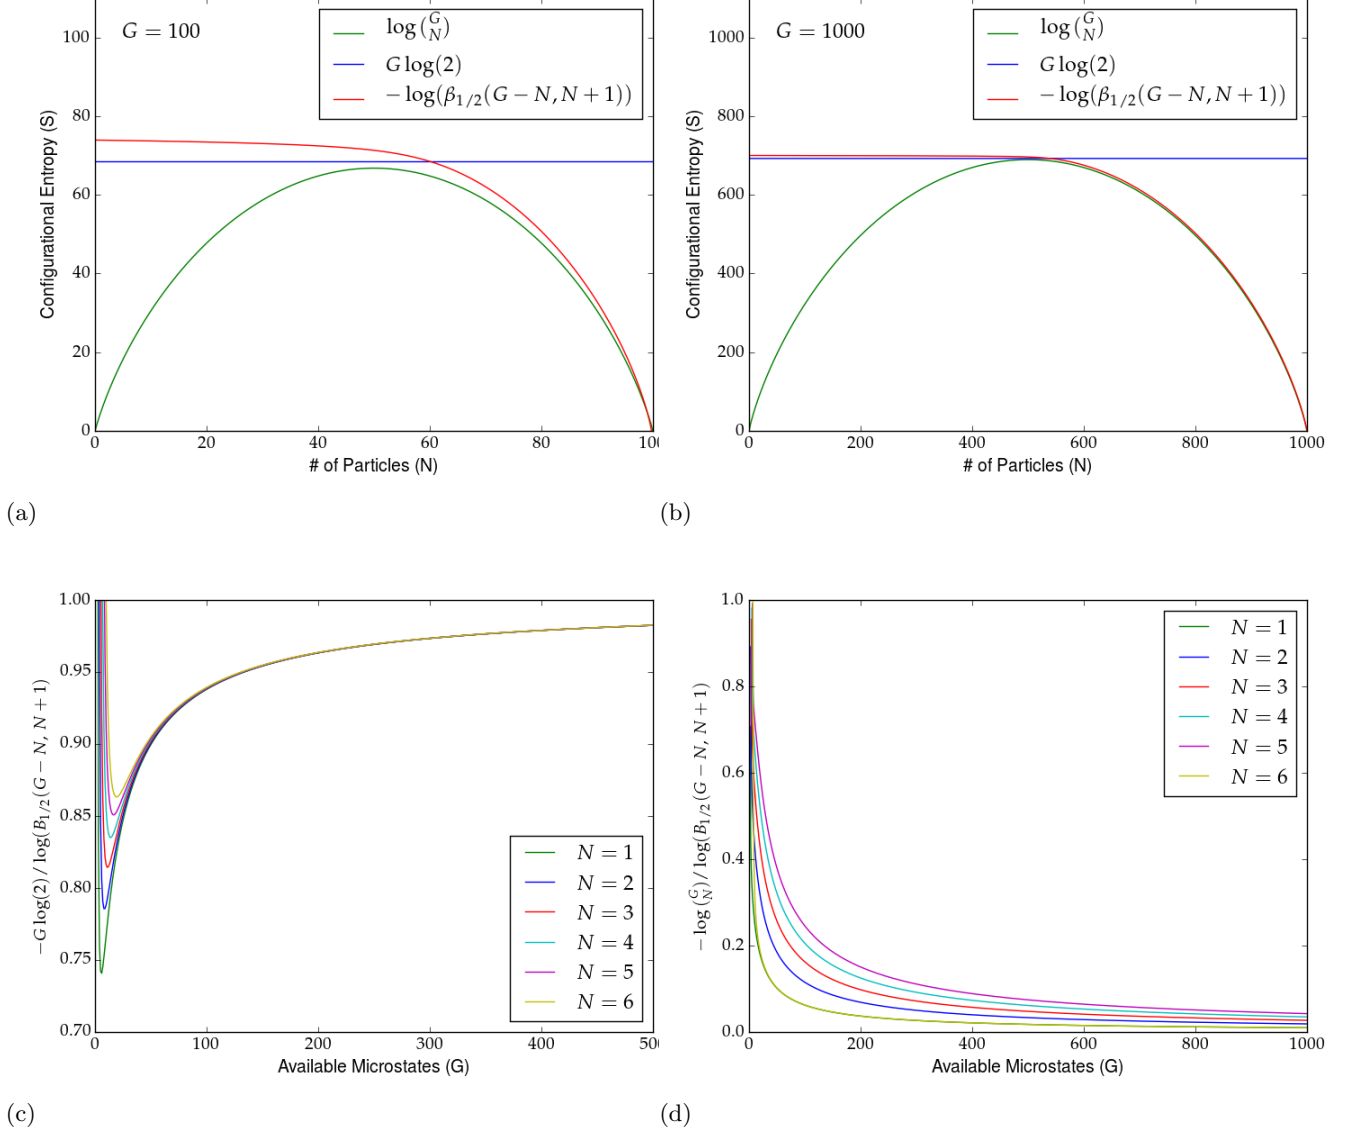 G = 100
log (G N)
G log(2)
− log(β1/2(G − N, N + 1))
100
80
60
40
20
0
Configurational Entropy (S)
0 20 40 60 80 10
# of Particles (N)
(a)
G = 1000
log (G N)
G log(2)
− log(β1/2(G − N, N + 1))
1000
800
600
400
200
0
Configurational Entropy (S)
0 200 400 600 800 1000
# of Particles (N)
(b)
1.00
0.95
0.90
0.85
0.80
0.75
0.70
−G log(2) / log(B1/2(G − N, N + 1)
N = 1
N = 2
N = 3
N = 4
N = 5
N = 6
0 100 200 300 400 50
Available Microstates (G)
(c)
1.0
0.8
0.6
0.4
0.2
0.0
− log (G N) / log(B1/2(G − N, N + 1)
N = 1
N = 2
N = 3
N = 4
N = 5
N = 6
0 200 400 600 800 1000
Available Microstates (G)
(d)